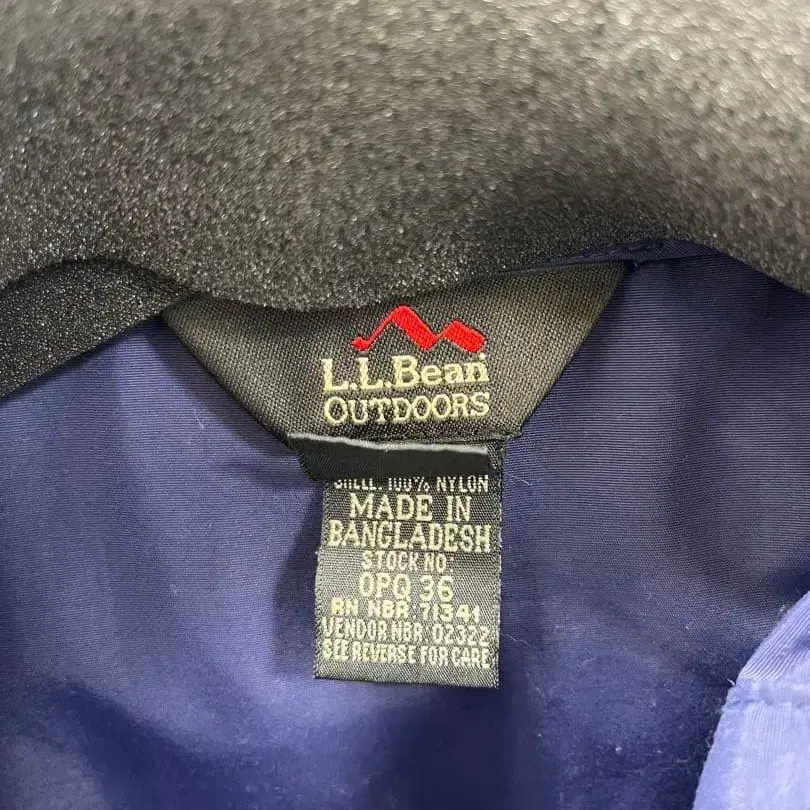 L.L.Bean
OUTDOORS
SHELL: 100% NYLON
MADE IN
BANGLADESH
STOCK NO.
OPQ 36
RN NBR 71341
VENDOR NBR 02322
SEE REVERSE FOR CARE